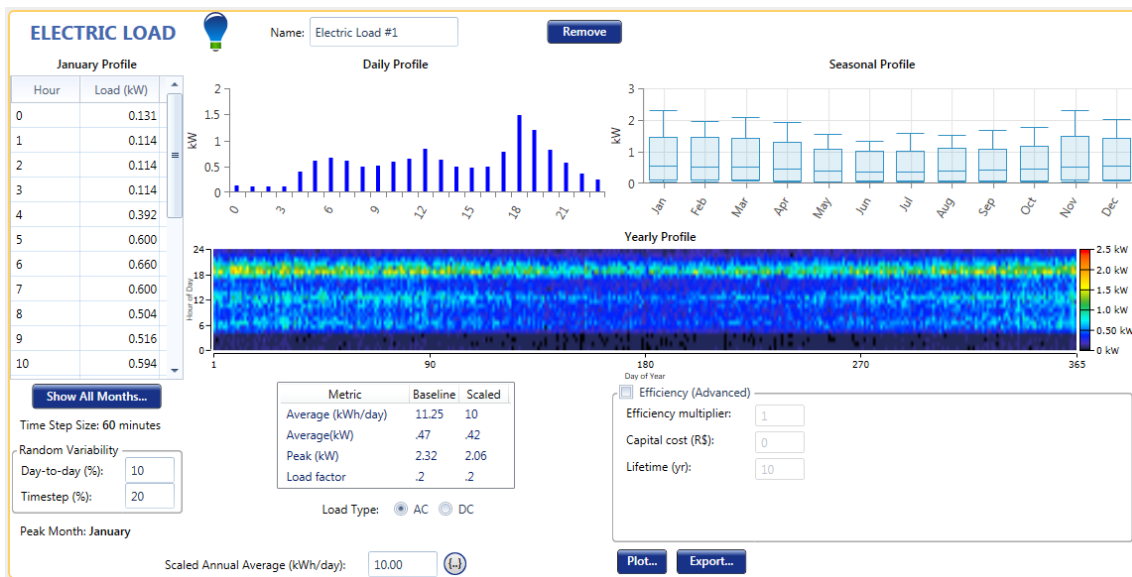 ELECTRIC LOAD
Name: Electric Load #1
Remove
January Profile
Hour Load (kW)
0 0.131
1 0.114
2 0.114
3 0.114
4 0.392
5 0.600
6 0.660
7 0.600
8 0.504
9 0.516
10 0.594
Show All Months...
Time Step Size: 60 minutes
Random Variability
Day-to-day (%): 10
Timestep (%): 20
Peak Month: January
Daily Profile
kW
2
1.5
1
0.5
0
0 3 6 9 12 15 18 21
Seasonal Profile
kW
3
2
1
0
Jan Feb Mar Apr May Jun Jul Aug Sep Oct Nov Dec
Yearly Profile
Hour of Day
24
18
12
6
0
1 90 180 270 365
Day of Year
2.5 kW
2.0 kW
1.5 kW
1.0 kW
0.50 kW
0 kW
Metric Baseline Scaled
Average (kWh/day) 11.25 10
Average(kW) .47 .42
Peak (kW) 2.32 2.06
Load factor .2 .2
Load Type: AC DC
Scaled Annual Average (kWh/day): 10.00 {..}
Efficiency (Advanced)
Efficiency multiplier: 1
Capital cost (R$): 0
Lifetime (yr): 10
Plot... Export...